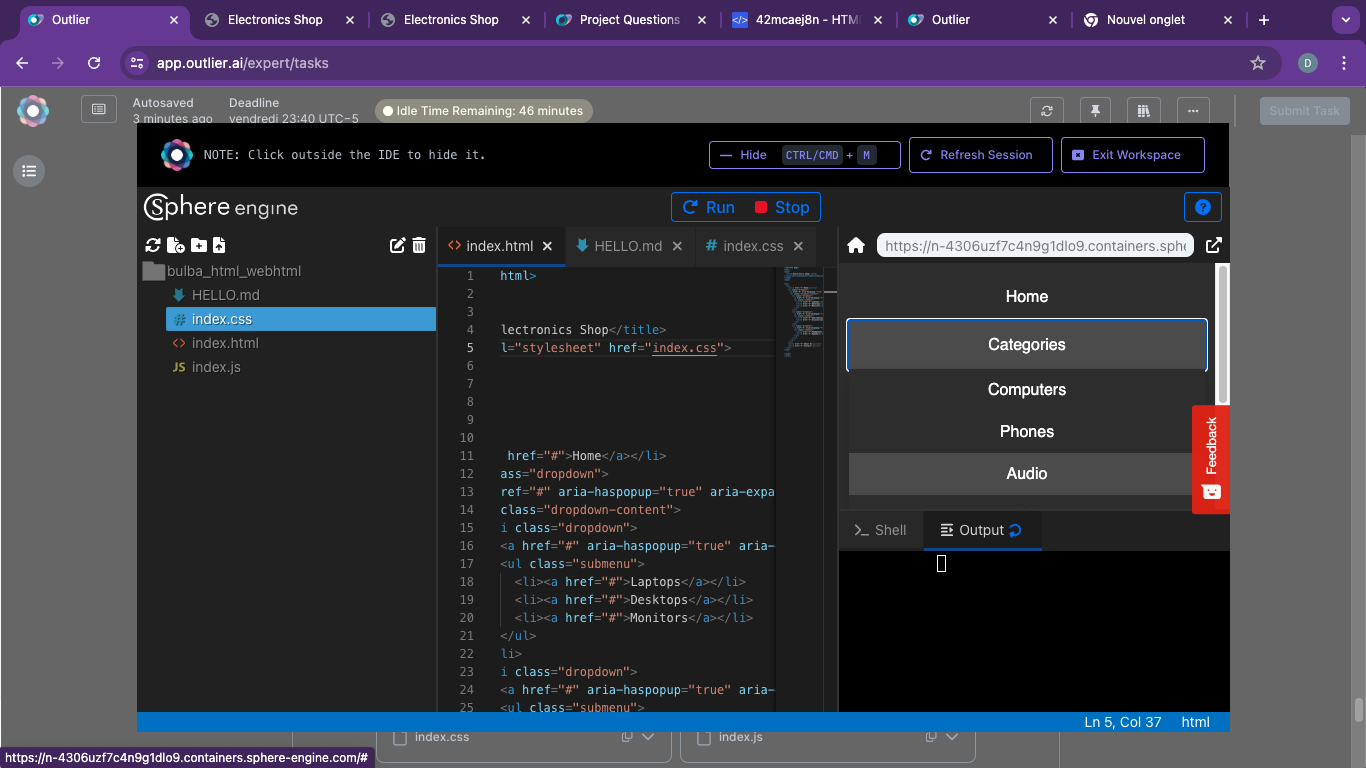 Outlier
Electronics Shop
Electronics Shop
Project Questions
42mcaej8n - HTM
Outlier
Nouvel onglet
app.outlier.ai/expert/tasks
D
Autosaved
3 minutes ago
Deadline
vendredi 23:40 UTC-5
Idle Time Remaining: 46 minutes
Submit Task
NOTE: Click outside the IDE to hide it.
Hide CTRL/CMD + M
Refresh Session
Exit Workspace
Sphere engine
Run
Stop
?
index.html
HELLO.md
# index.css
https://n-4306uzf7c4n9g1dlo9.containers.sphe
bulba_html_webhtml
HELLO.md
# index.css
<> index.html
JS index.js
1 html>
2
3
4 lectronics Shop</title>
5 l="stylesheet" href="index.css">
6
7
8
9
10
11 href="#">Home</a></li>
12 ass="dropdown">
13 ref="#" aria-haspopup="true" aria-expa
14 class="dropdown-content">
15 i class="dropdown">
16 <a href="#" aria-haspopup="true" aria-
17 <ul class="submenu">
18 <li><a href="#">Laptops</a></li>
19 <li><a href="#">Desktops</a></li>
20 <li><a href="#">Monitors</a></li>
21 </ul>
22 li>
23 i class="dropdown">
24 <a href="#" aria-haspopup="true" aria-
25 <ul class="submenu">
Home
Categories
Computers
Phones
Audio
Feedback
Shell
Output
Ln 5, Col 37 html
index.css
index.js
https://n-4306uzf7c4n9g1dlo9.containers.sphere-engine.com/#